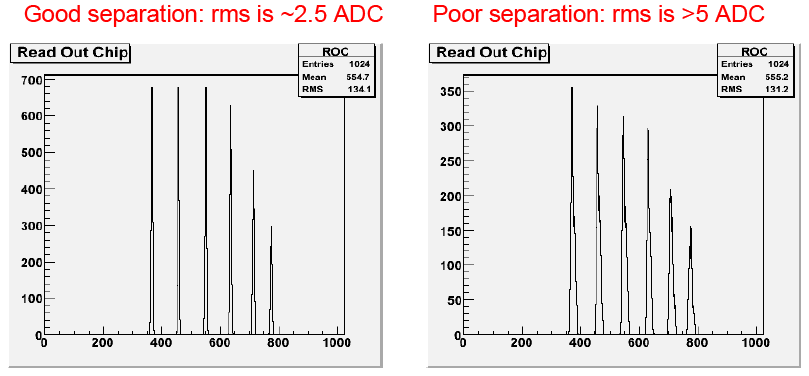 Good separation: rms is ~2.5 ADC
Poor separation: rms is >5 ADC
Read Out Chip
ROC
Entries 1024
Mean 554.7
RMS 134.1
700
600
500
400
300
200
100
0
0 200 400 600 800 1000
Read Out Chip
ROC
Entries 1024
Mean 555.2
RMS 131.2
350
300
250
200
150
100
50
0
0 200 400 600 800 1000